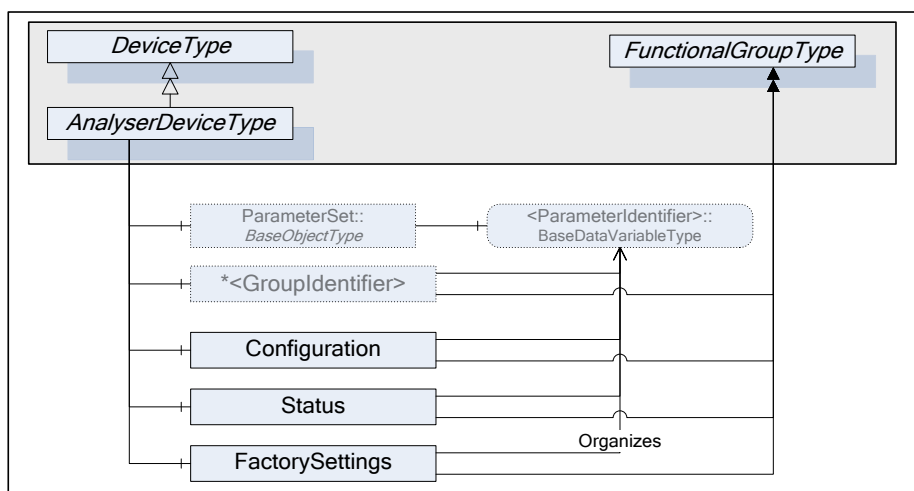 DeviceType
FunctionalGroupType
AnalyserDeviceType
ParameterSet::
BaseObjectType
<ParameterIdentifier>::
BaseDataVariableType
*<GroupIdentifier>
Configuration
Status
Organizes
FactorySettings